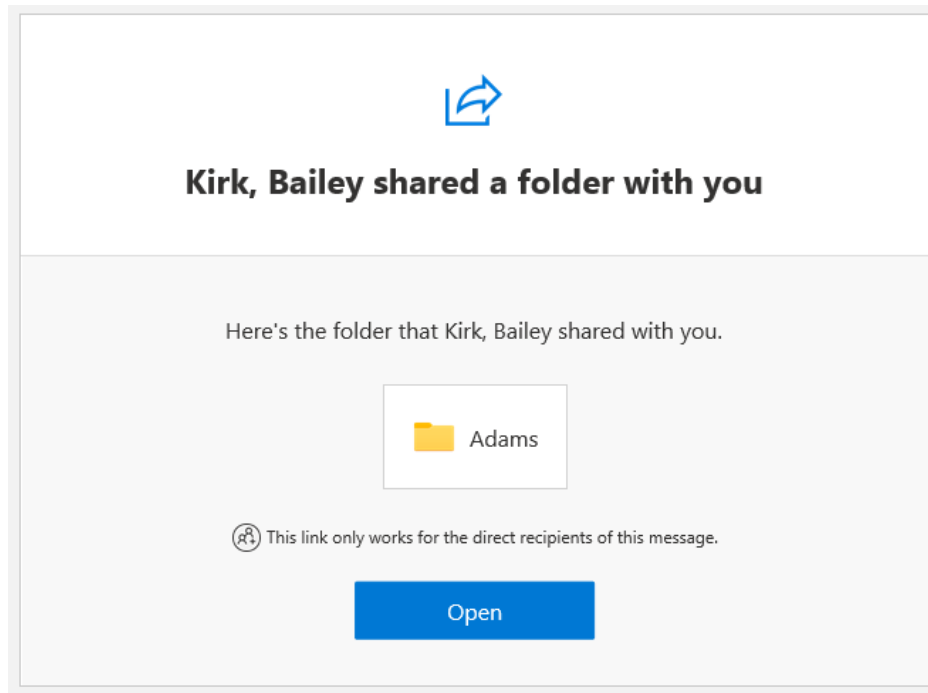 Kirk, Bailey shared a folder with you
Here's the folder that Kirk, Bailey shared with you.
Adams
This link only works for the direct recipients of this message.
Open